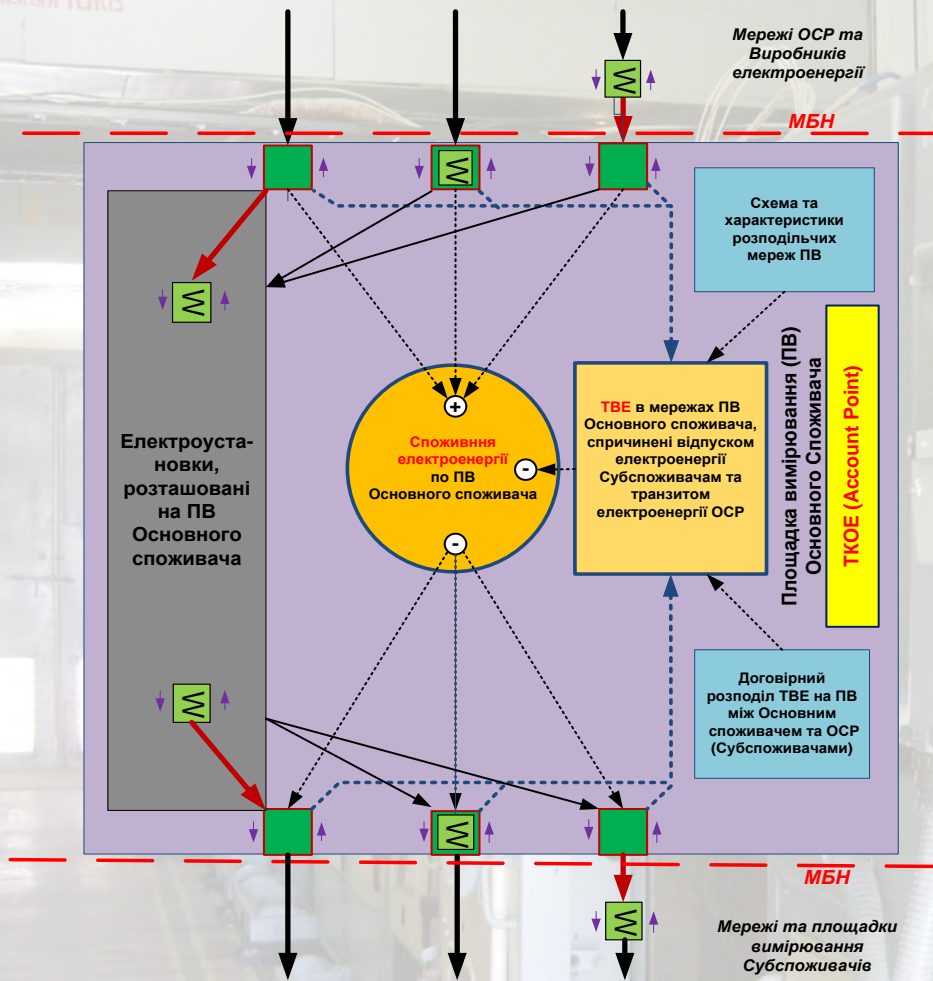 Мережі ОСР та
Виробників
електроенергії
МБН
W
W
Схема та
характеристики
розподільчих
мереж ПВ
W
Площадка вимірювання (ПВ)
Основного Споживача
ТКОЕ (Account Point)
ТВЕ в мережах ПВ
Основного споживача,
спричинені відпуском
електроенергії
Субспоживачам та
транзитом
електроенергії ОСР
+
Споживння
електроенергії
по ПВ
Основного споживача
-
-
Електроуста-
новки,
розташовані
на ПВ
Основного
споживача
Договірний
розподіл ТВЕ на ПВ
між Основним
споживачем та ОСР
(Субспоживачами)
W
W
МБН
W
Мережі та площадки
вимірювання
Субспоживачів